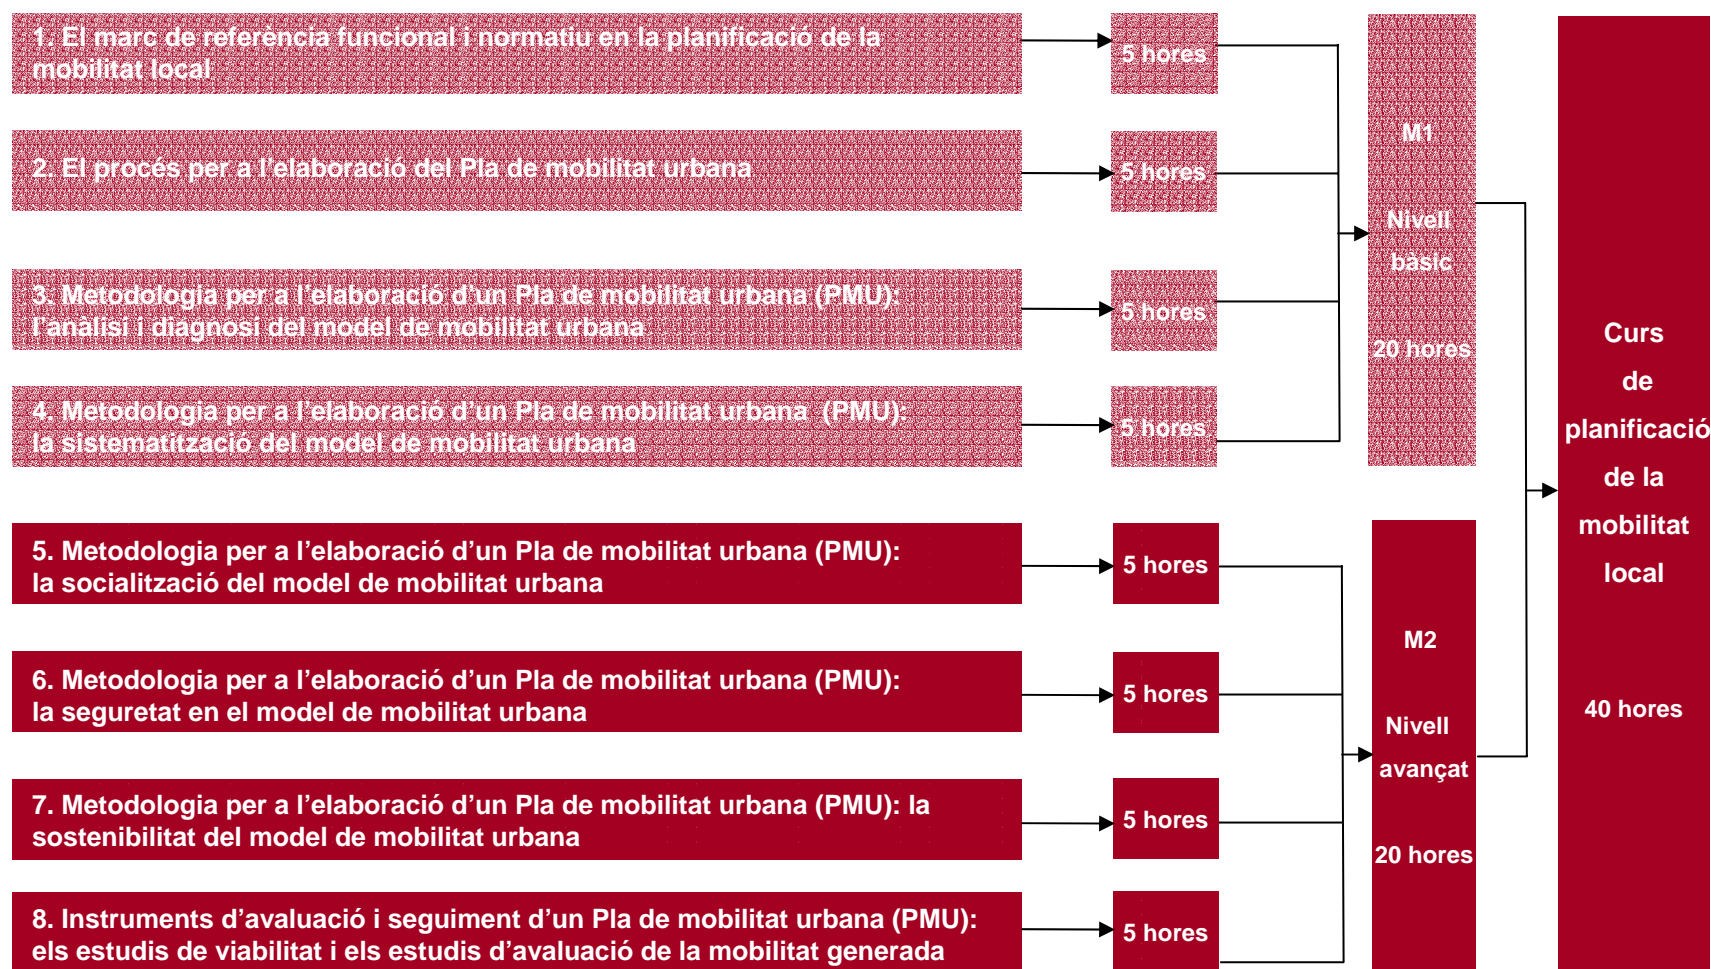 1. El marc de referència funcional i normatiu en la planificació de la
mobilitat local
5 hores
2. El procés per a l’elaboració del Pla de mobilitat urbana
5 hores
3. Metodologia per a l’elaboració d’un Pla de mobilitat urbana (PMU):
l’anàlisi i diagnosi del model de mobilitat urbana
5 hores
4. Metodologia per a l’elaboració d’un Pla de mobilitat urbana (PMU):
la sistematització del model de mobilitat urbana
5 hores
M1
Nivell
bàsic
20 hores
5. Metodologia per a l’elaboració d’un Pla de mobilitat urbana (PMU):
la socialització del model de mobilitat urbana
5 hores
6. Metodologia per a l’elaboració d’un Pla de mobilitat urbana (PMU):
la seguretat en el model de mobilitat urbana
5 hores
7. Metodologia per a l’elaboració d’un Pla de mobilitat urbana (PMU): la
sostenibilitat del model de mobilitat urbana
5 hores
8. Instruments d’avaluació i seguiment d’un Pla de mobilitat urbana (PMU):
els estudis de viabilitat i els estudis d’avaluació de la mobilitat generada
5 hores
M2
Nivell
avançat
20 hores
Curs
de
planificació
de la
mobilitat
local
40 hores